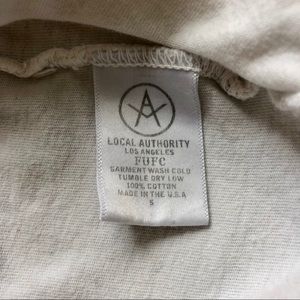 LOCAL AUTHORITY
LOS ANGELES
FUFC
GARMENT WASH COLD
TUMBLE DRY LOW
100% COTTON
MADE IN THE U.S.A
S